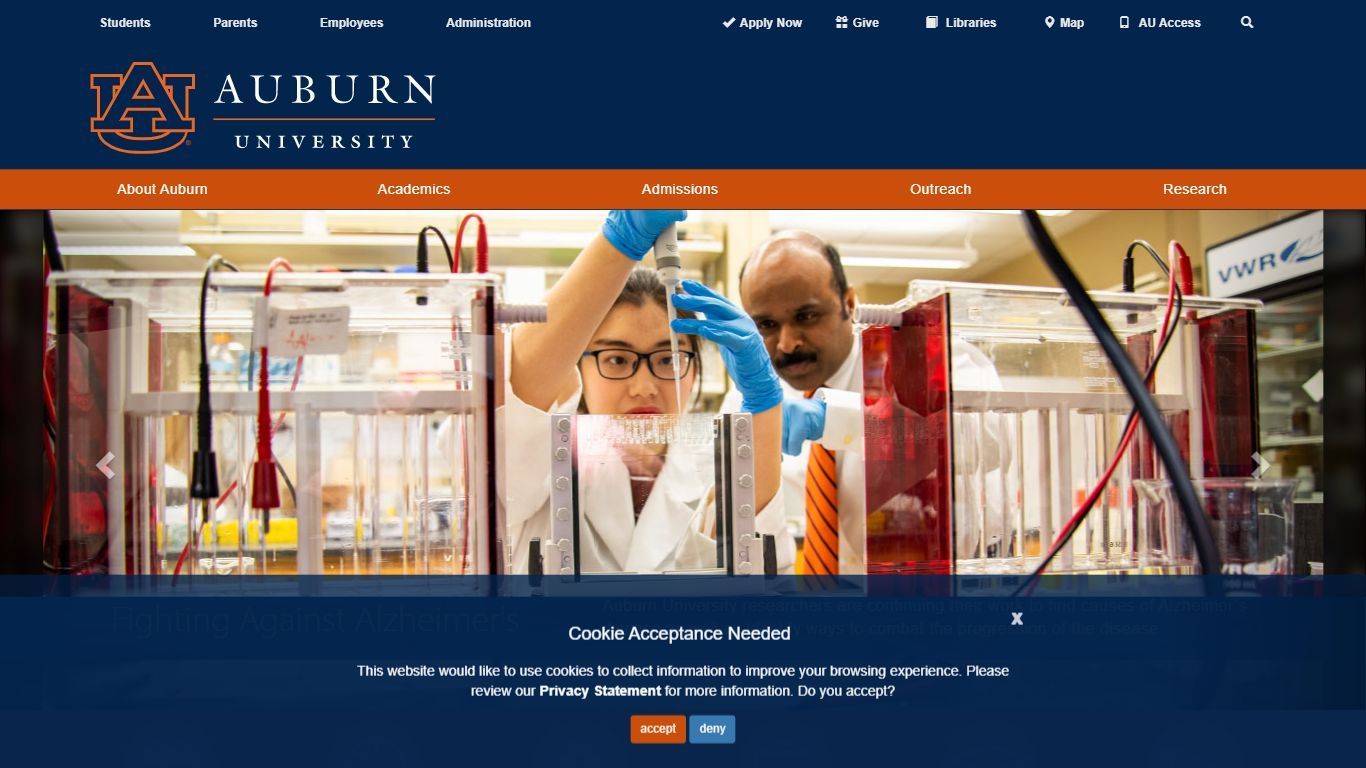 Students Parents Employees Administration Apply Now Give Libraries Map AU Access
AUBURN
UNIVERSITY
About Auburn Academics Admissions Outreach Research
VWR
Fighting Against Alzheimer's
Auburn University researchers are continuing their work to find causes of Alzheimer's
ways to combat the progression of the disease
x
Cookie Acceptance Needed
This website would like to use cookies to collect information to improve your browsing experience. Please
review our Privacy Statement for more information. Do you accept?
accept deny